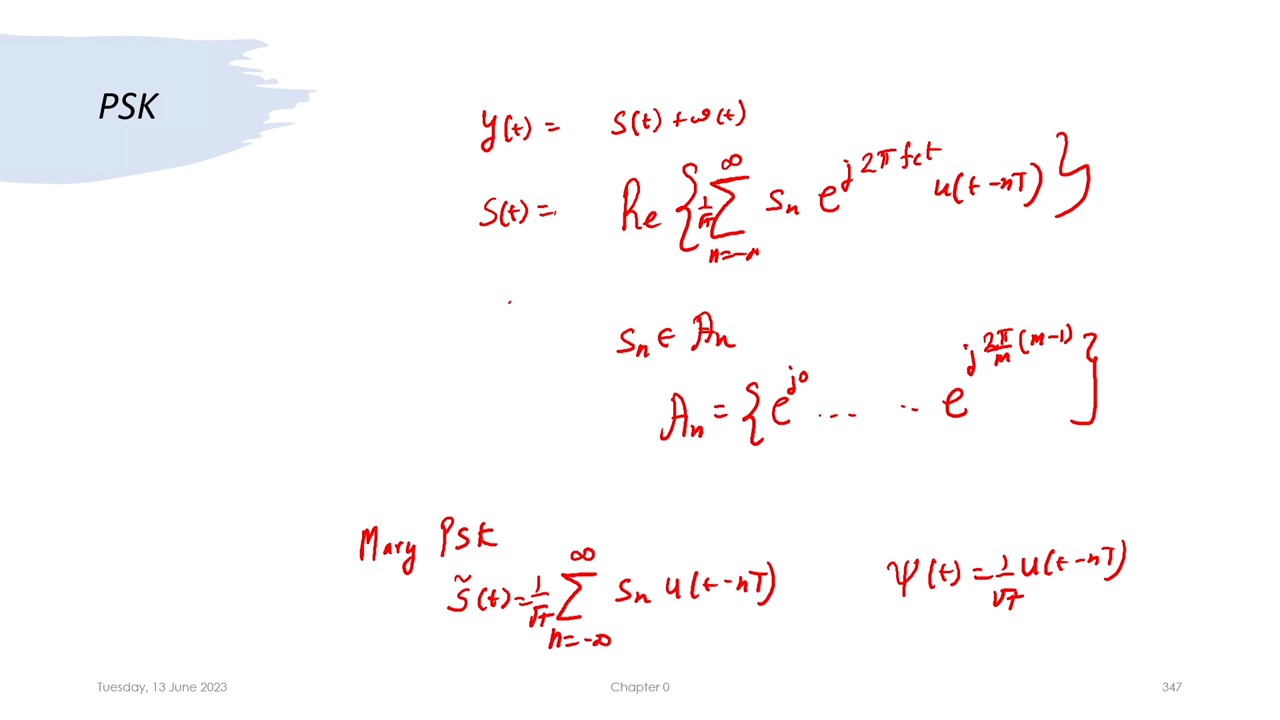 PSK
y(t) = s(t) + w(t)
s(t) = Re { 1/√T ∑_{n=-∞}^{∞} s_n e^{j2πf_ct} u(t-nT) }
s_n ∈ A_n
A_n = { e^{j0} ... .. e^{j 2π/m (m-1)} }
Mary PSK
s̃(t) = 1/√T ∑_{n=-∞}^{∞} s_n u(t-nT) ψ(t) = 1/√T u(t-nT)
Tuesday, 13 June 2023 Chapter 0 347